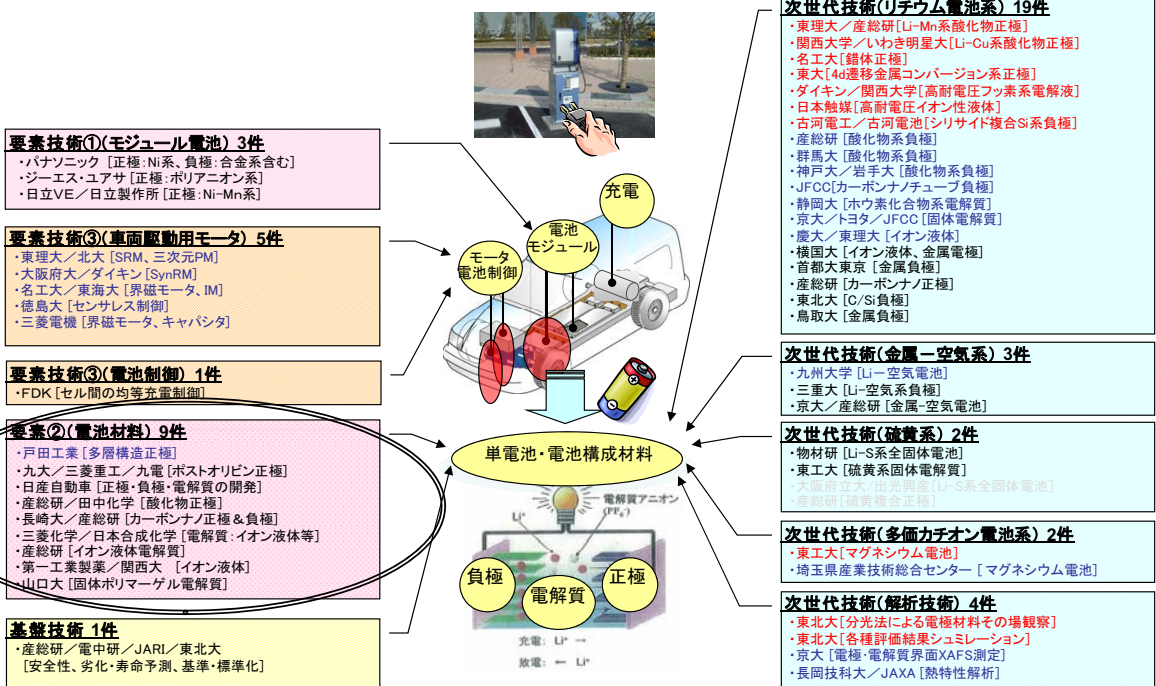 要素技術①(モジュール電池) 3件
・パナソニック [正極:Ni系、負極:合金系含む]
・ジーエス・ユアサ [正極:ポリアニオン系]
・日立VE／日立製作所 [正極:Ni-Mn系]
要素技術③(車両駆動用モータ) 5件
・東理大／北大 [SRM、三次元PM]
・大阪府大／ダイキン [SynRM]
・名工大／東海大 [界磁モータ、IM]
・徳島大 [センサレス制御]
・三菱電機 [界磁モータ、キャパシタ]
要素技術③(電池制御) 1件
・FDK [セル間の均等充電制御]
要素②(電池材料) 9件
・戸田工業 [多層構造正極]
・九大／三菱重工／九電 [ポストオリビン正極]
・日産自動車 [正極・負極・電解質の開発]
・産総研／田中化学 [酸化物正極]
・長崎大／産総研 [カーボンナノ正極＆負極]
・三菱化学／日本合成化学 [電解質:イオン液体等]
・産総研 [イオン液体電解質]
・第一工業製薬／関西大 [イオン液体]
・山口大 [固体ポリマーゲル電解質]
基盤技術 1件
・産総研／電中研／JARI／東北大
[安全性、劣化・寿命予測、基準・標準化]
充電
電池
モジュール
モータ
電池制御
単電池・電池構成材料
電解質アニオン
(PF₆⁻)
Li⁺
負極
電解質
正極
充電: Li⁺ →
放電: ← Li⁺
次世代技術(リチウム電池系) 19件
・東理大／産総研[Li-Mn系酸化物正極]
・関西大学／いわき明星大[Li-Cu系酸化物正極]
・名工大[錯体正極]
・東大[4d遷移金属コンバージョン系正極]
・ダイキン／関西大学[高耐電圧フッ素系電解液]
・日本触媒[高耐電圧イオン性液体]
・古河電工／古河電池[シリサイド複合Si系負極]
・産総研 [酸化物系負極]
・群馬大 [酸化物系負極]
・神戸大／岩手大 [酸化物系負極]
・JFCC[カーボンナノチューブ負極]
・静岡大 [ホウ素化合物系電解質]
・京大／トヨタ／JFCC [固体電解質]
・慶大／東理大 [イオン液体]
・横国大 [イオン液体、金属電極]
・首都大東京 [金属負極]
・産総研 [カーボンナノ正極]
・東北大 [C/Si負極]
・鳥取大 [金属負極]
次世代技術(金属－空気系) 3件
・九州大学 [Li－空気電池]
・三重大 [Li-空気系負極]
・京大／産総研 [金属-空気電池]
次世代技術(硫黄系) 2件
・物材研 [Li-S系全固体電池]
・東工大 [硫黄系固体電解質]
・大阪府立大／出光興産[Li-S系全固体電池]
・産総研[硫黄複合正極]
次世代技術(多価カチオン電池系) 2件
・東工大[マグネシウム電池]
・埼玉県産業技術総合センター [ マグネシウム電池]
次世代技術(解析技術) 4件
・東北大[分光法による電極材料その場観察]
・東北大[各種評価結果シュミレーション]
・京大 [電極・電解質界面XAFS測定]
・長岡技科大／JAXA [熱特性解析]